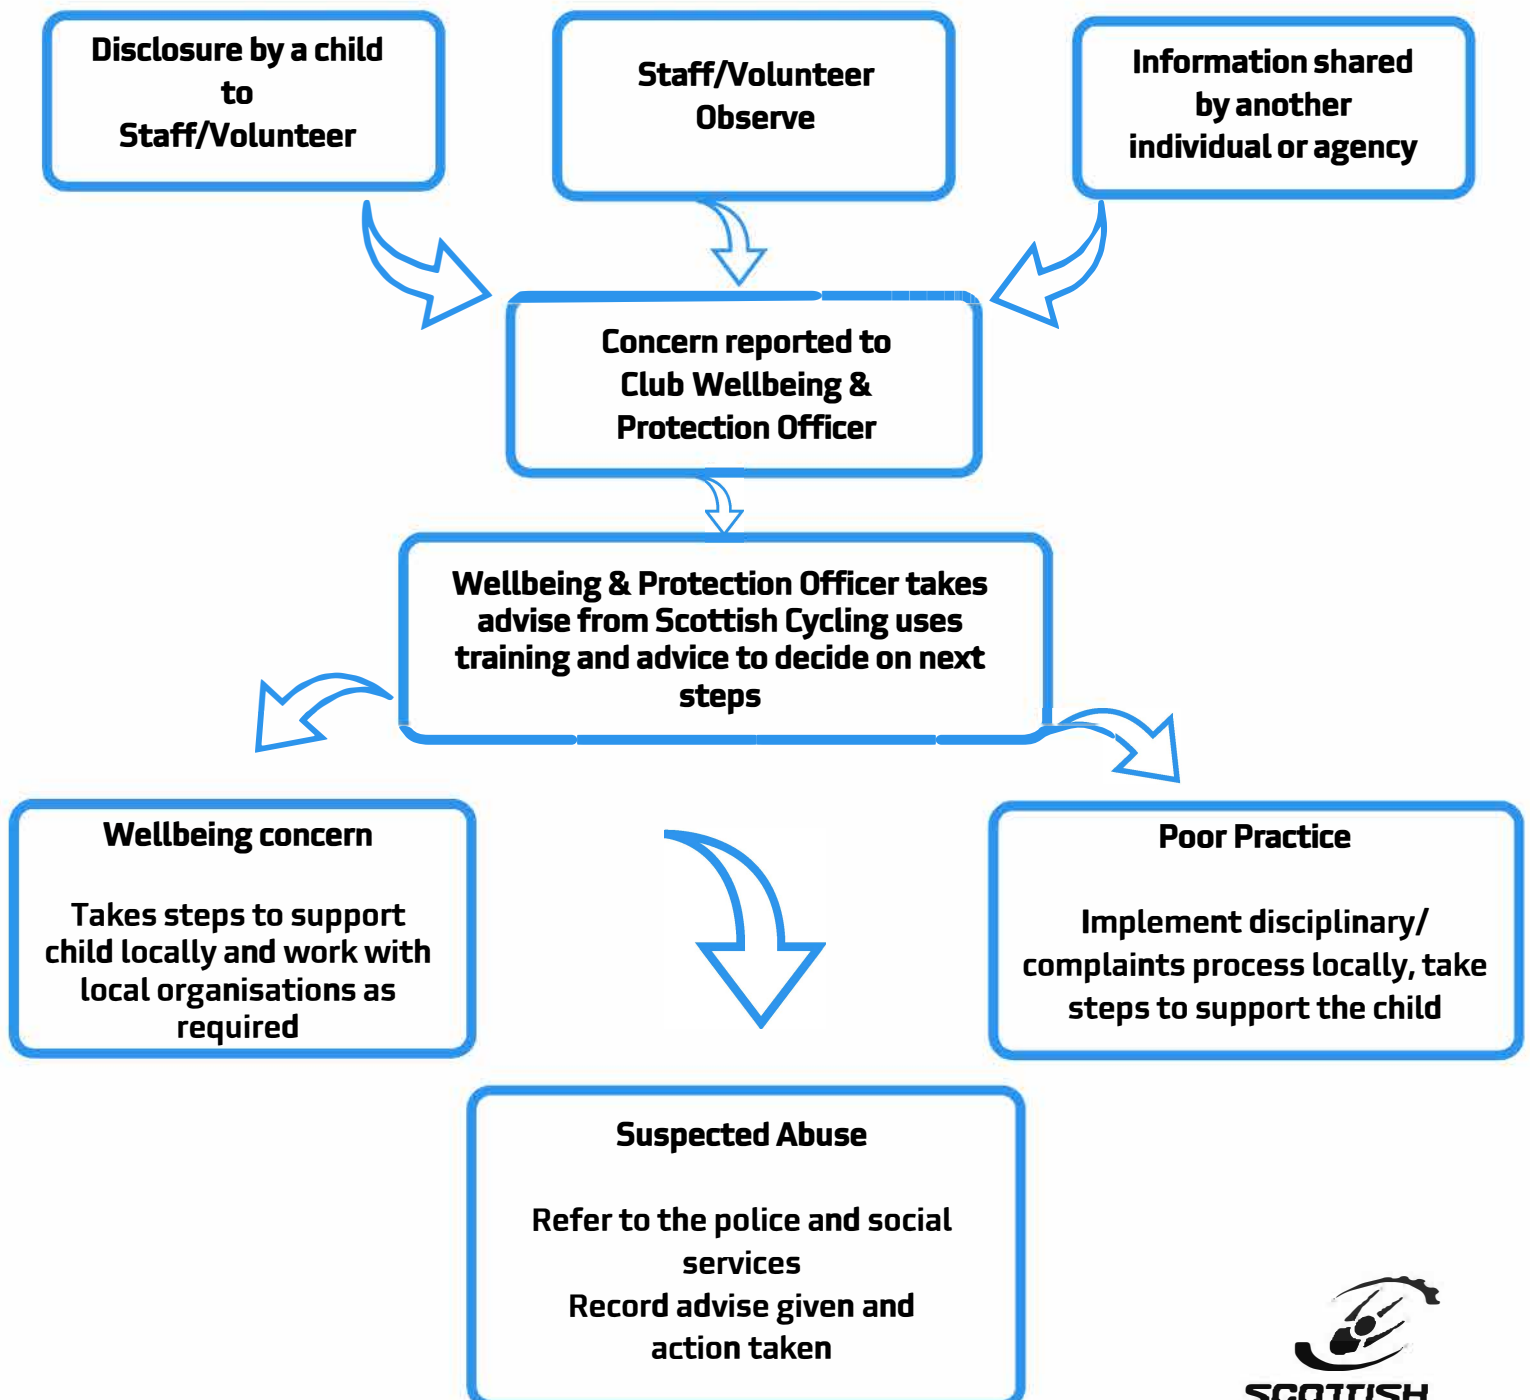 Disclosure by a child
to
Staff/Volunteer
Staff/Volunteer
Observe
Information shared
by another
individual or agency
Concern reported to
Club Wellbeing &
Protection Officer
Wellbeing & Protection Officer takes
advise from Scottish Cycling uses
training and advice to decide on next
steps
Wellbeing concern
Takes steps to support
child locally and work with
local organisations as
required
Poor Practice
Implement disciplinary/
complaints process locally, take
steps to support the child
Suspected Abuse
Refer to the police and social
services
Record advise given and
action taken
SCOTTISH